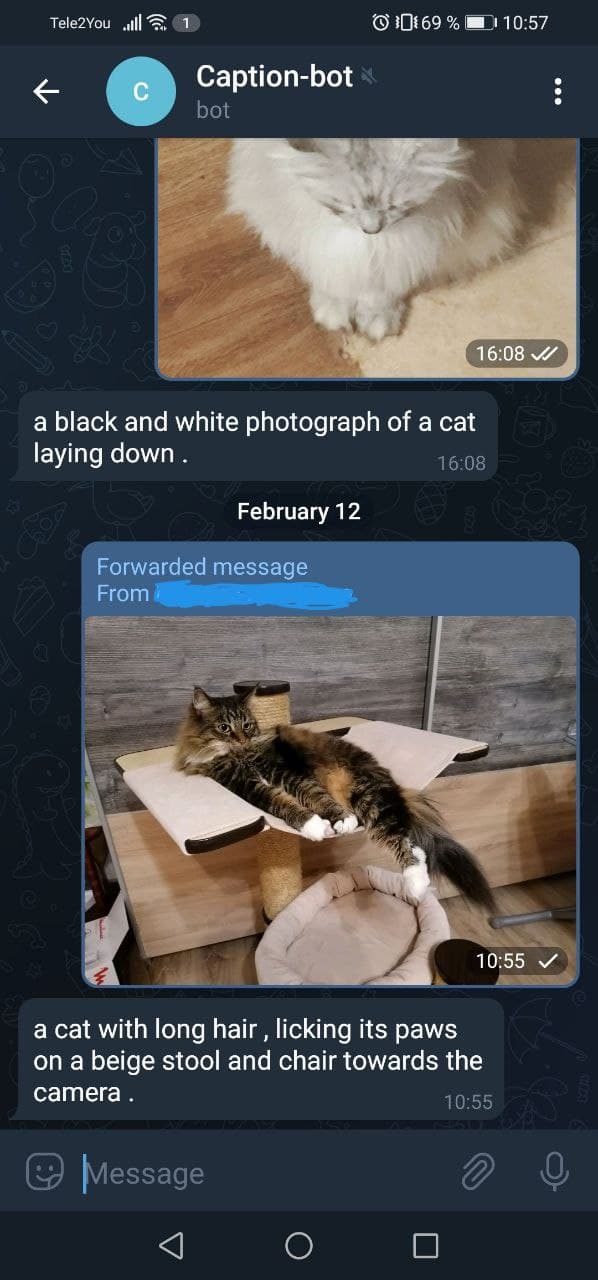 Tele2You 1 69 % 10:57
C Caption-bot
bot
16:08
a black and white photograph of a cat
laying down .
16:08
February 12
Forwarded message
From
10:55
a cat with long hair , licking its paws
on a beige stool and chair towards the
camera .
10:55
Message